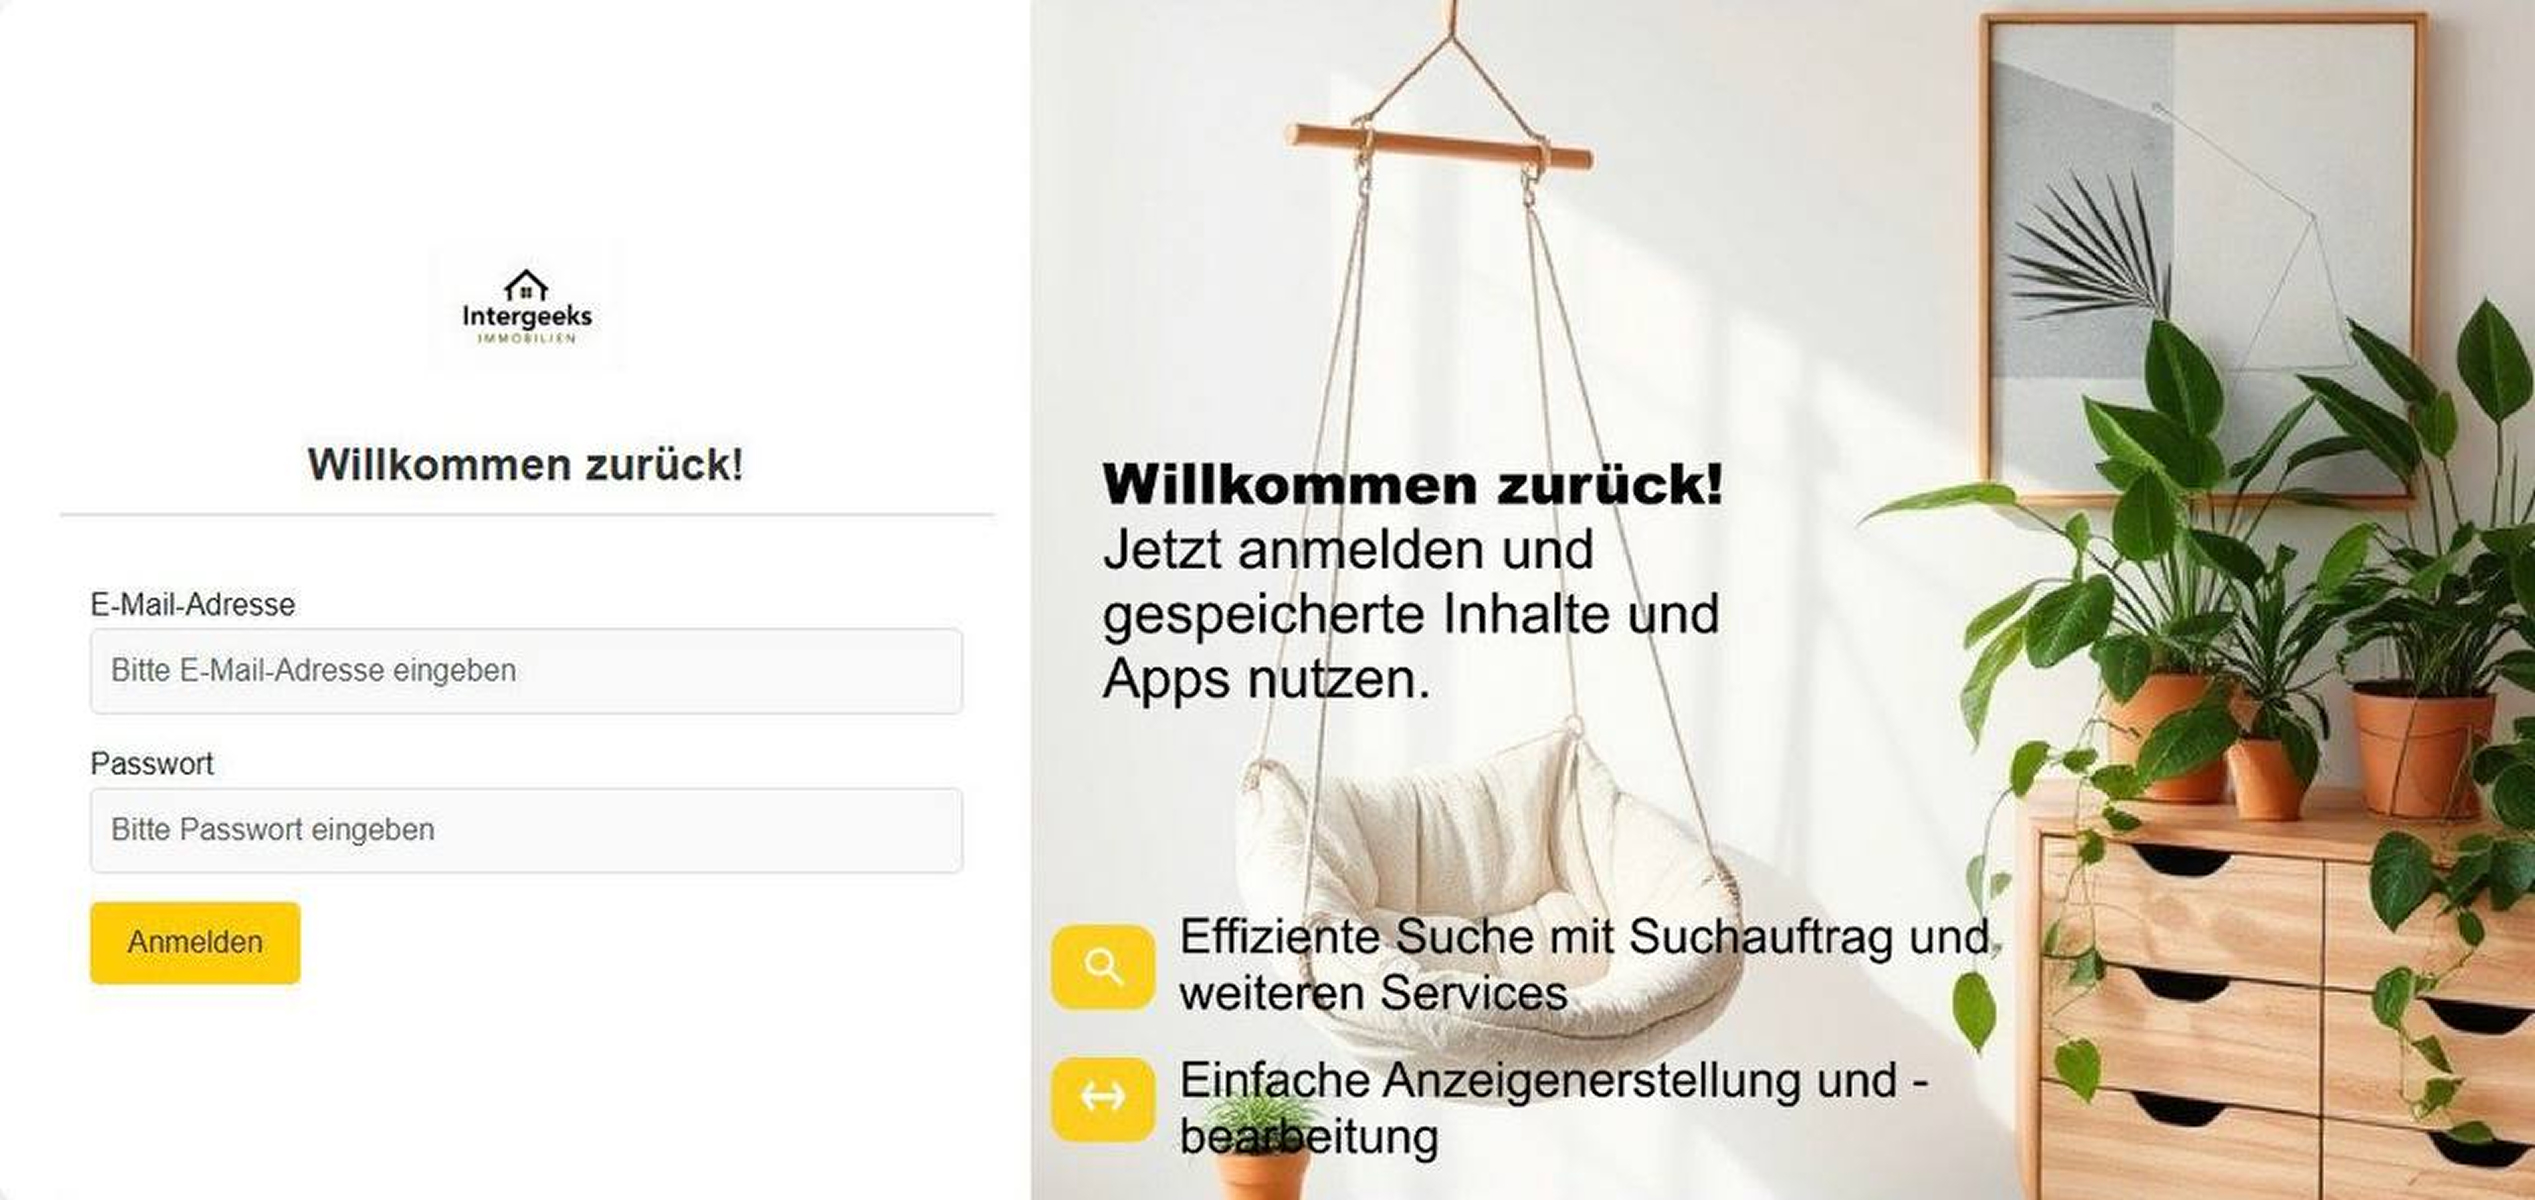 Intergeeks
IMMOBILIEN
Willkommen zurück!
E-Mail-Adresse
Bitte E-Mail-Adresse eingeben
Passwort
Bitte Passwort eingeben
Anmelden
Willkommen zurück!
Jetzt anmelden und
gespeicherte Inhalte und
Apps nutzen.
Effiziente Suche mit Suchauftrag und
weiteren Services
Einfache Anzeigenerstellung und -
bearbeitung